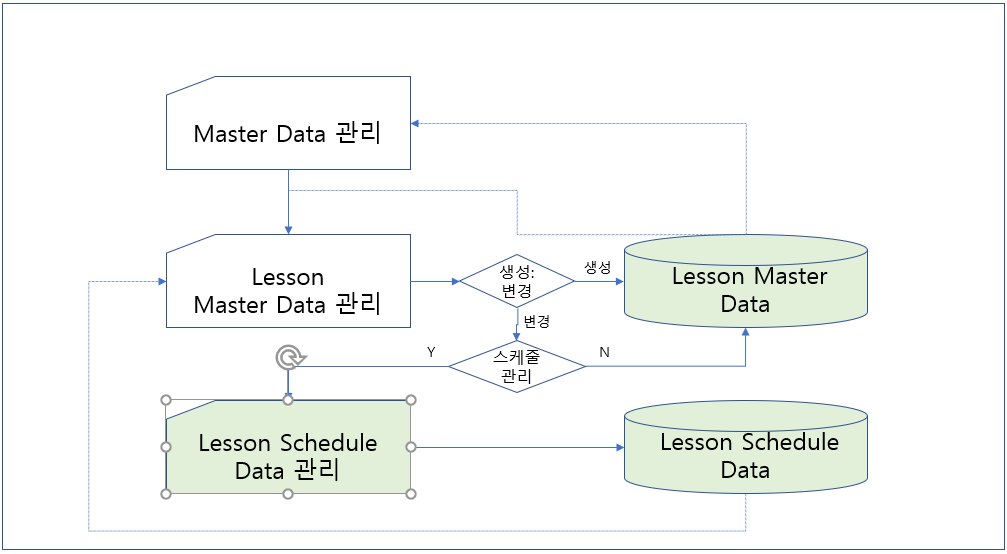 Master Data 관리
Lesson
Master Data 관리
생성:
변경
생성
Lesson Master
Data
변경
Y
스케줄
관리
N
Lesson Schedule
Data 관리
Lesson Schedule
Data